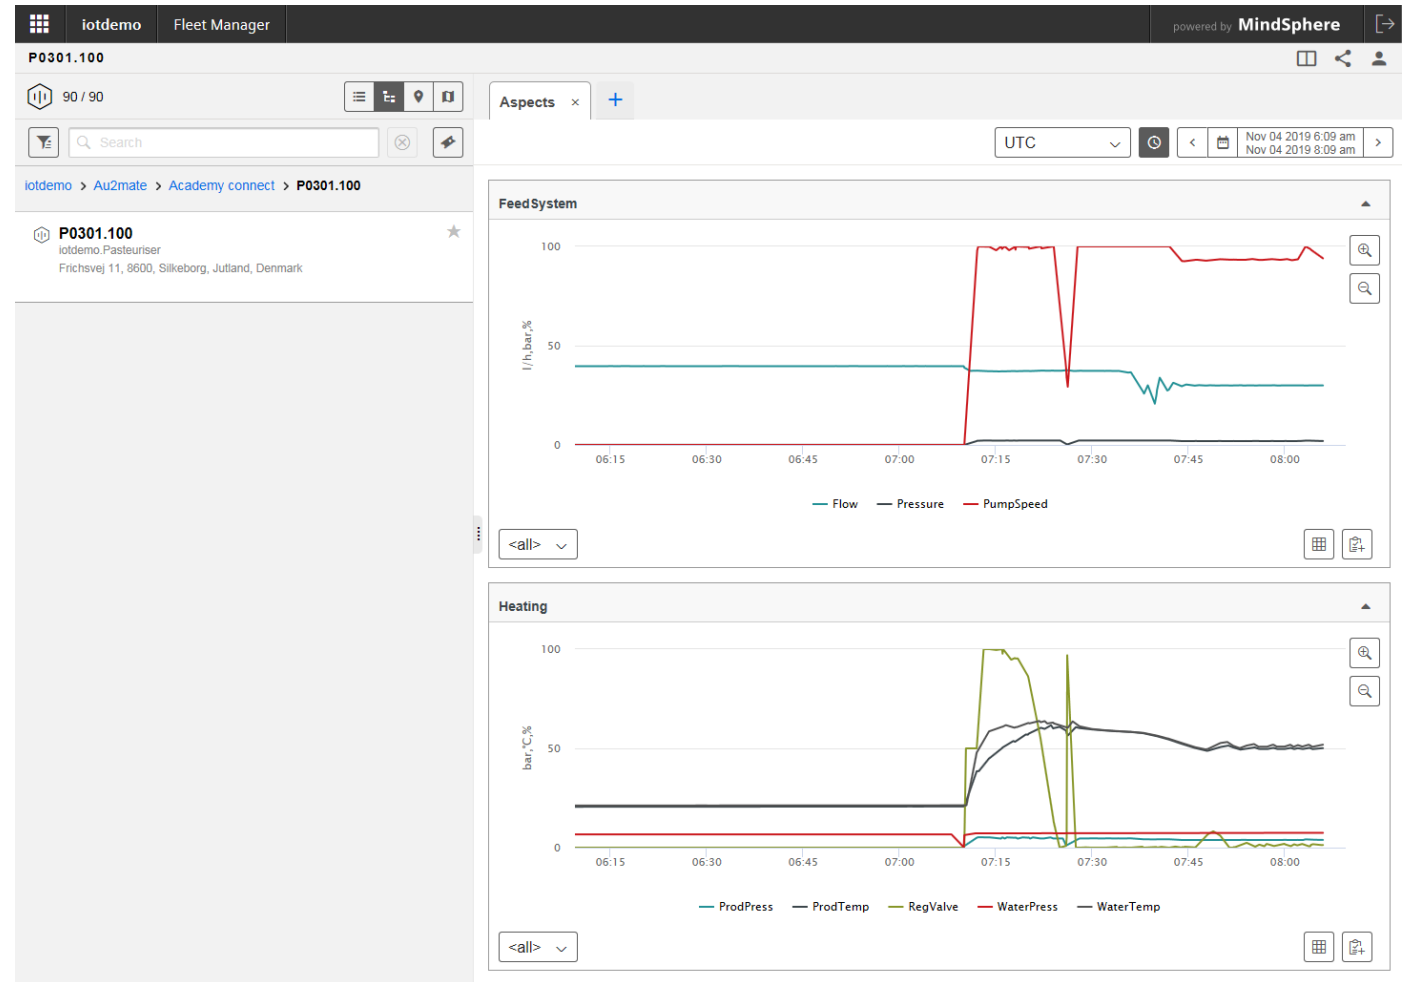 iotdemo Fleet Manager powered by MindSphere
P0301.100
90 / 90
Aspects × +
Search
UTC
Nov 04 2019 6:09 am
Nov 04 2019 8:09 am
iotdemo > Au2mate > Academy connect > P0301.100
P0301.100
iotdemo.Pasteuriser
Frichsvej 11, 8600, Silkeborg, Jutland, Denmark
FeedSystem
100
50
0
l/h,bar,%
06:15 06:30 06:45 07:00 07:15 07:30 07:45 08:00
Flow Pressure PumpSpeed
<all>
Heating
100
50
0
bar,°C,%
06:15 06:30 06:45 07:00 07:15 07:30 07:45 08:00
ProdPress ProdTemp RegValve WaterPress WaterTemp
<all>